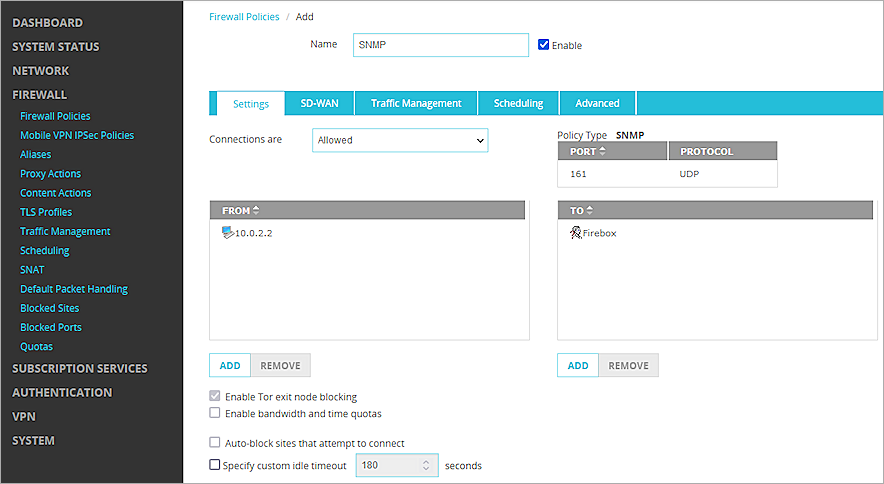 DASHBOARD
SYSTEM STATUS
NETWORK
FIREWALL
Firewall Policies
Mobile VPN IPSec Policies
Aliases
Proxy Actions
Content Actions
TLS Profiles
Traffic Management
Scheduling
SNAT
Default Packet Handling
Blocked Sites
Blocked Ports
Quotas
SUBSCRIPTION SERVICES
AUTHENTICATION
VPN
SYSTEM
Firewall Policies / Add
Name SNMP Enable
Settings SD-WAN Traffic Management Scheduling Advanced
Connections are Allowed
Policy Type SNMP
PORT PROTOCOL
161 UDP
FROM
10.0.2.2
ADD REMOVE
TO
Firebox
ADD REMOVE
Enable Tor exit node blocking
Enable bandwidth and time quotas
Auto-block sites that attempt to connect
Specify custom idle timeout 180 seconds